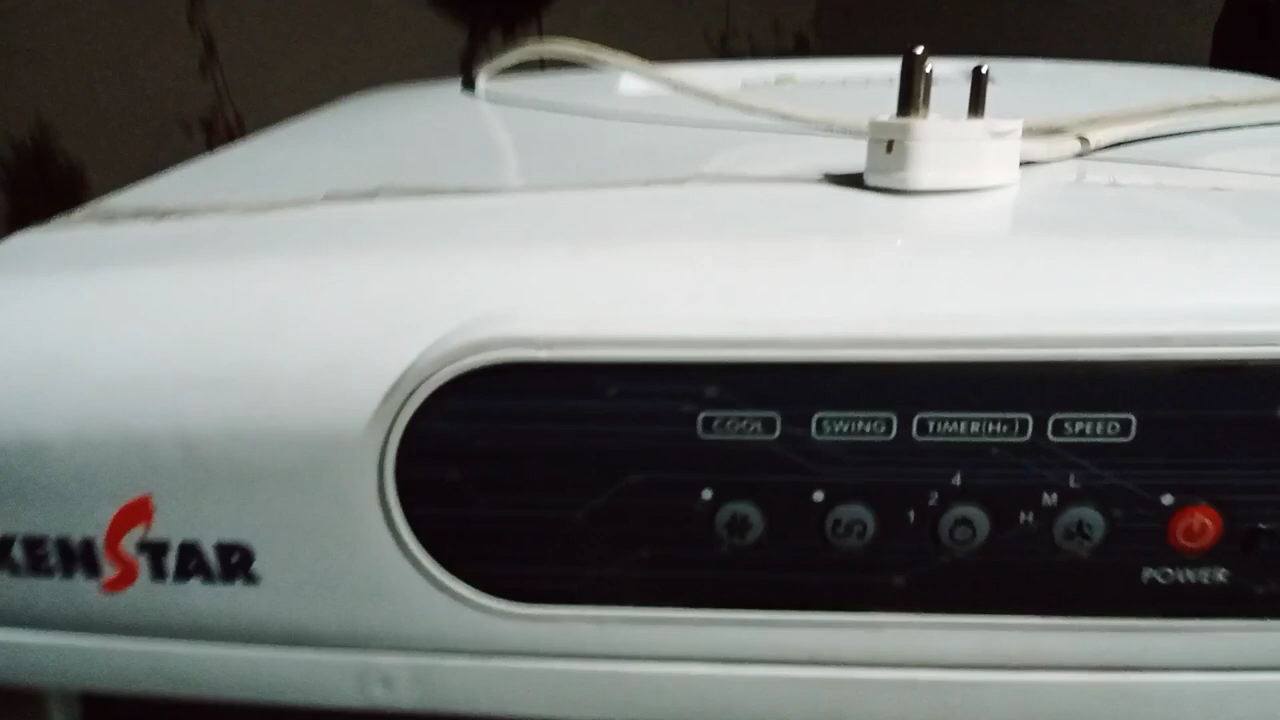 COOL SWING TIMER(Hr) SPEED
4 L
2 M
1 H
KENSTAR
POWER